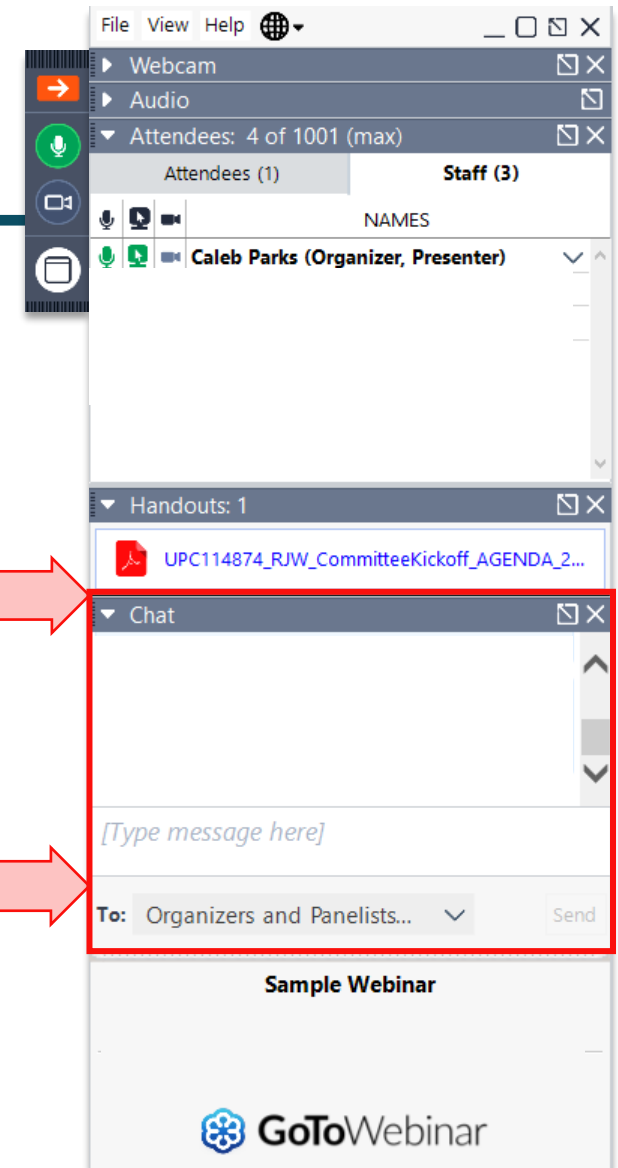 File View Help
Webcam
Audio
Attendees: 4 of 1001 (max)
Attendees (1) Staff (3)
NAMES
Caleb Parks (Organizer, Presenter)
Handouts: 1
UPC114874_RJW_CommitteeKickoff_AGENDA_2...
Chat
[Type message here]
To: Organizers and Panelists... Send
Sample Webinar
GoToWebinar